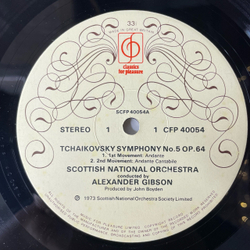 33⅓
classics
for pleasure
SCFP 40054A
STEREO 1 1 CFP 40054
TCHAIKOVSKY SYMPHONY No.5 OP.64
1. 1st Movement: Andante
2. 2nd Movement: Andante Cantabile
SCOTTISH NATIONAL ORCHESTRA
conducted by
ALEXANDER GIBSON
Produced by John Boyden
℗ 1973 Scottish National Orchestra Society Limited